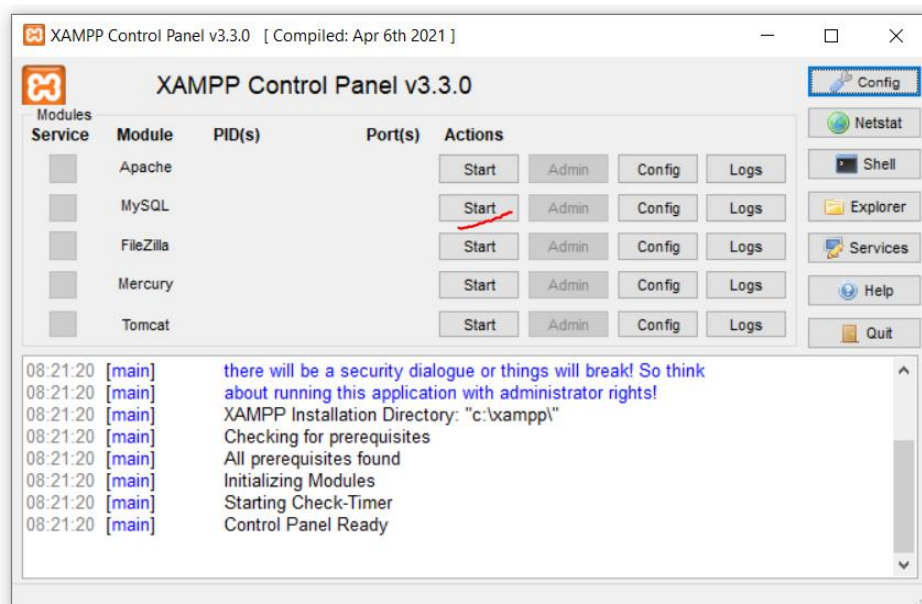 XAMPP Control Panel v3.3.0 [ Compiled: Apr 6th 2021 ]
XAMPP Control Panel v3.3.0
Config
Modules
Service Module PID(s) Port(s) Actions
Netstat
Apache Start Admin Config Logs
Shell
MySQL Start Admin Config Logs
Explorer
FileZilla Start Admin Config Logs
Services
Mercury Start Admin Config Logs
Help
Tomcat Start Admin Config Logs
Quit
08:21:20 [main] there will be a security dialogue or things will break! So think
08:21:20 [main] about running this application with administrator rights!
08:21:20 [main] XAMPP Installation Directory: "c:\xampp\"
08:21:20 [main] Checking for prerequisites
08:21:20 [main] All prerequisites found
08:21:20 [main] Initializing Modules
08:21:20 [main] Starting Check-Timer
08:21:20 [main] Control Panel Ready